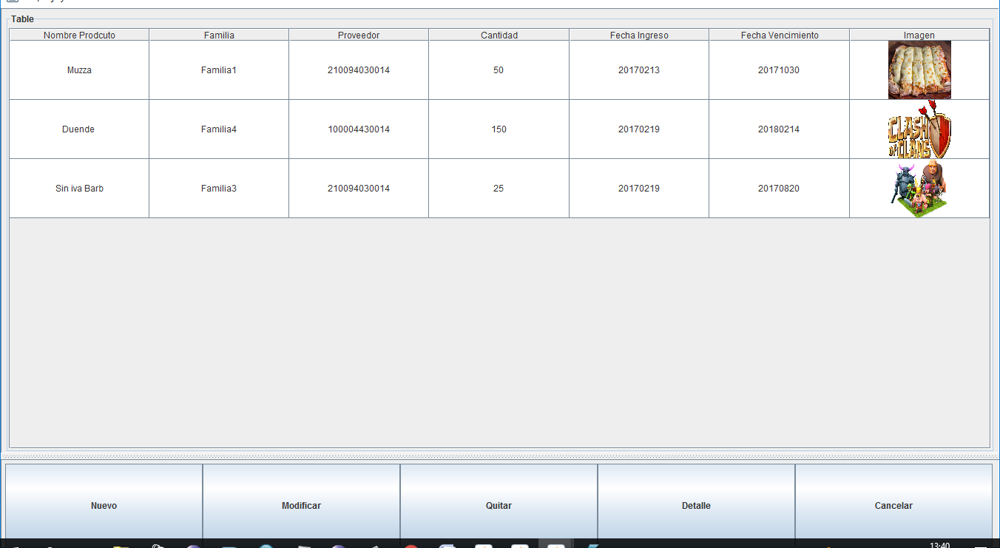 Table
Nombre Prodcuto Familia Proveedor Cantidad Fecha Ingreso Fecha Vencimiento Imagen
Muzza Familia1 210094030014 50 20170213 20171030
Duende Familia4 100004430014 150 20170219 20180214
CLASH
OF CLANS
Sin iva Barb Familia3 210094030014 25 20170219 20170820
Nuevo Modificar Quitar Detalle Cancelar
13:40